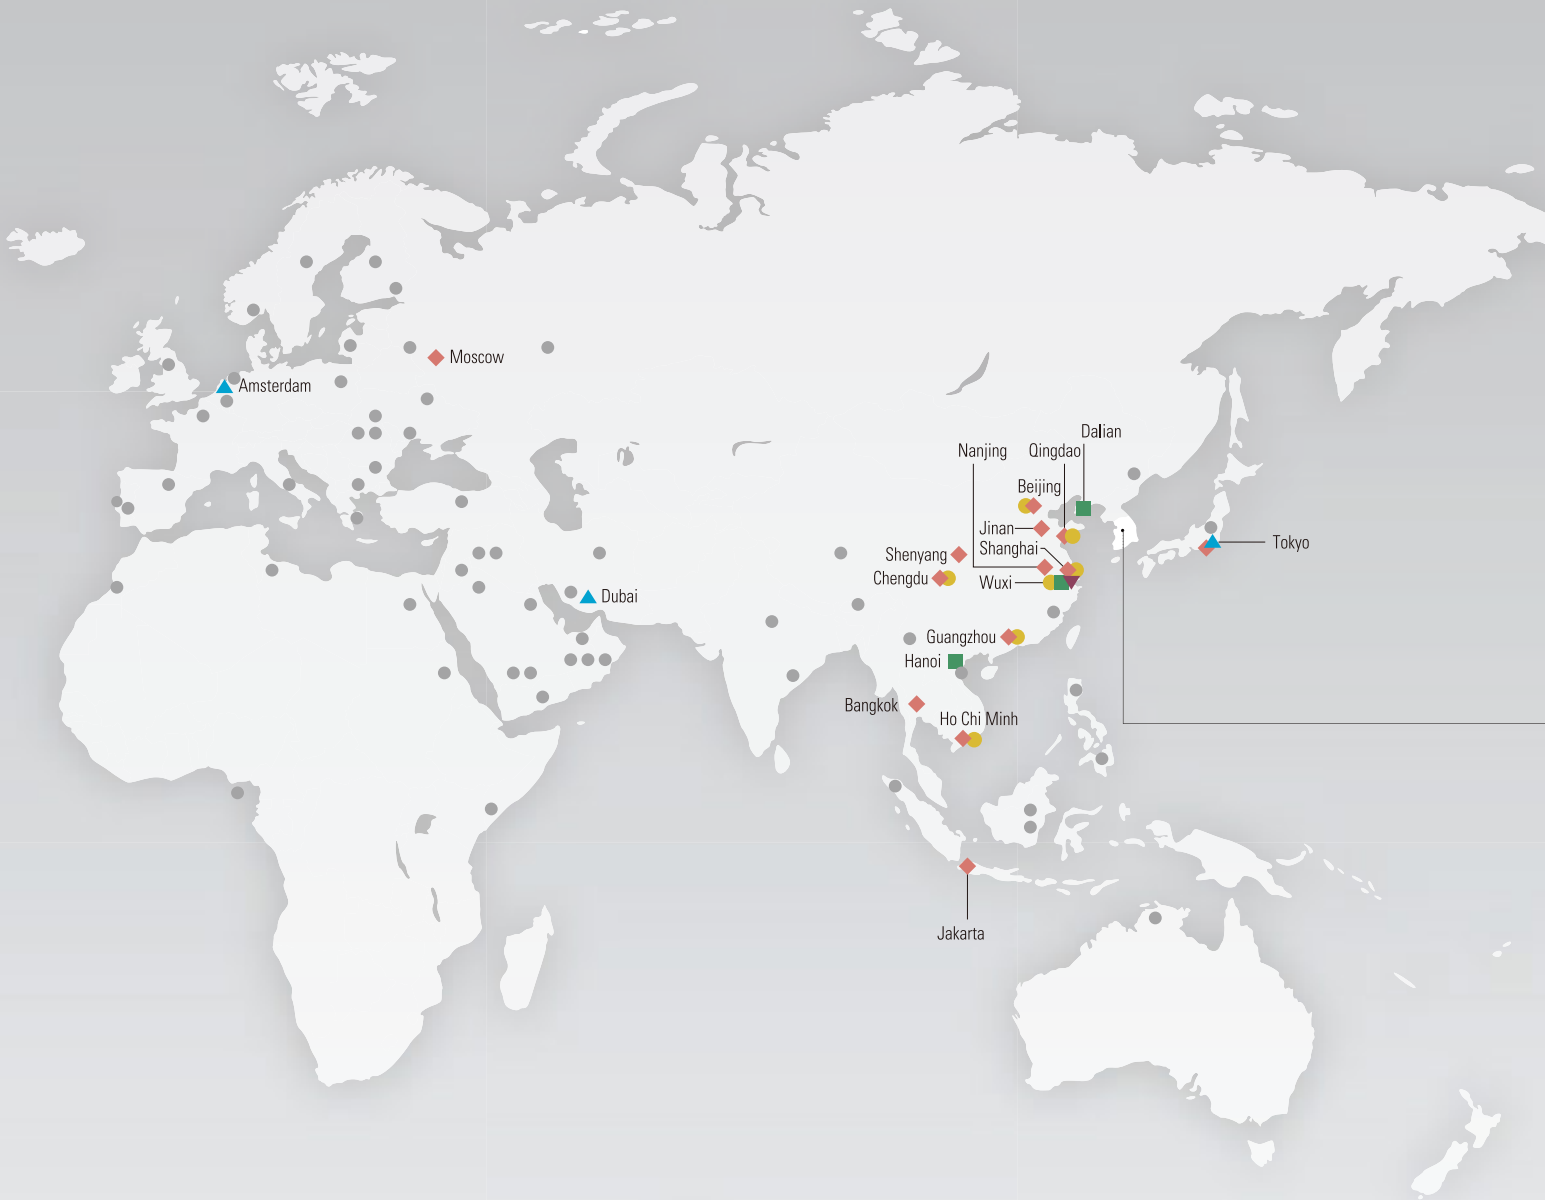 Moscow
Amsterdam
Dalian
Nanjing
Qingdao
Beijing
Jinan
Tokyo
Shanghai
Shenyang
Chengdu
Wuxi
Dubai
Guangzhou
Hanoi
Bangkok
Ho Chi Minh
Jakarta